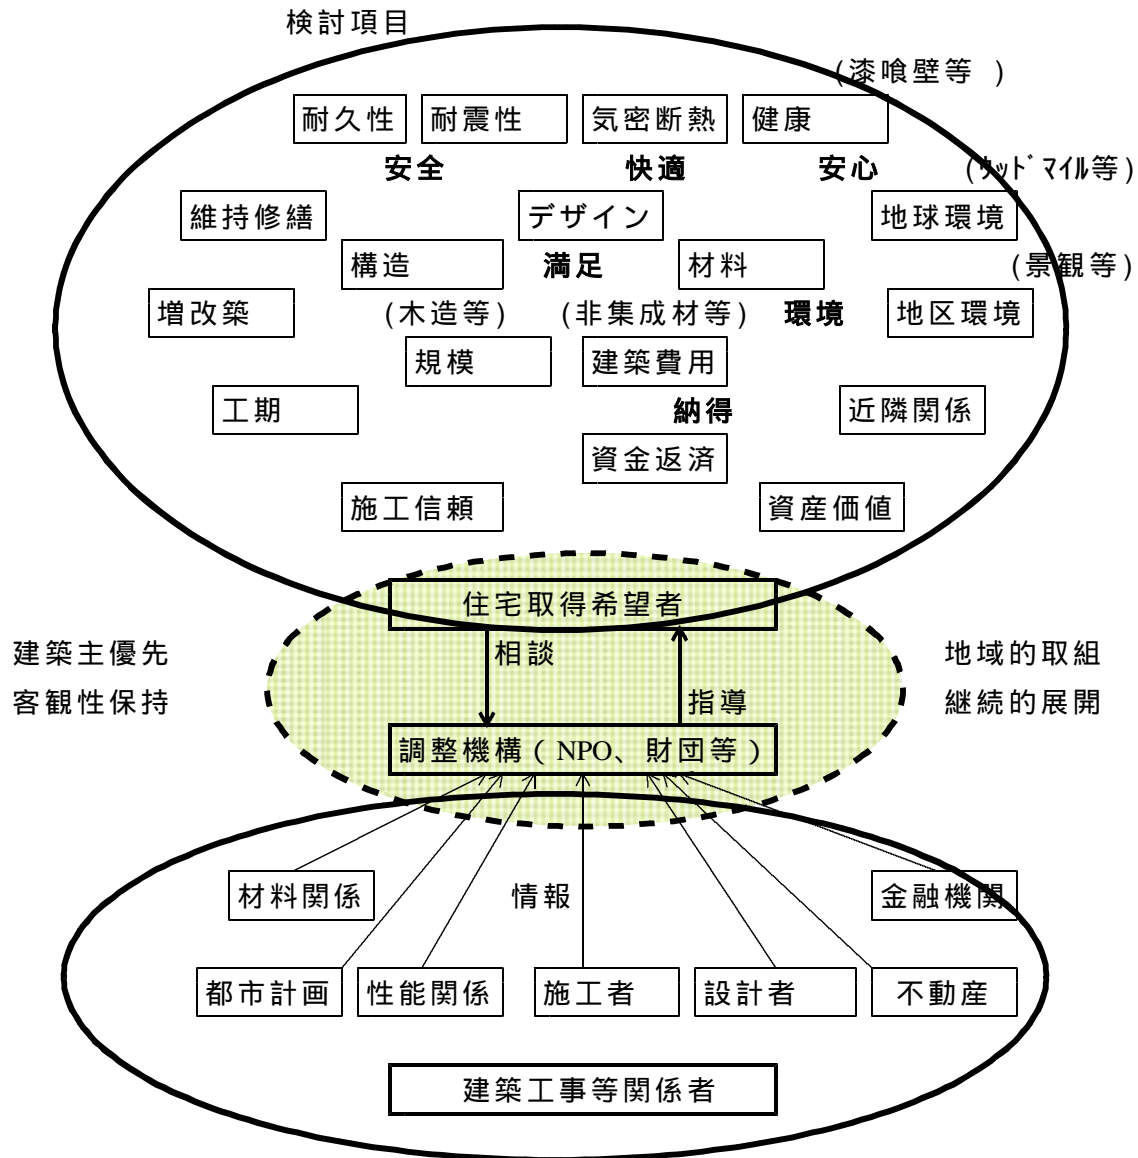 検討項目
(漆喰壁等 )
耐久性 耐震性 気密断熱 健康
安全 快適 安心 (ｳｯﾄﾞﾏｲﾙ等)
維持修繕 デザイン 地球環境
構造 満足 材料 (景観等)
増改築 (木造等) (非集成材等) 環境 地区環境
規模 建築費用
工期 納得 近隣関係
資金返済
施工信頼 資産価値
住宅取得希望者
建築主優先 相談 地域的取組
客観性保持 指導 継続的展開
調整機構(NPO、財団等)
材料関係 情報 金融機関
都市計画 性能関係 施工者 設計者 不動産
建築工事等関係者